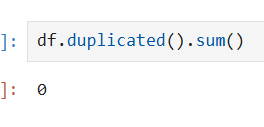 ]: df.duplicated().sum()
]: 0